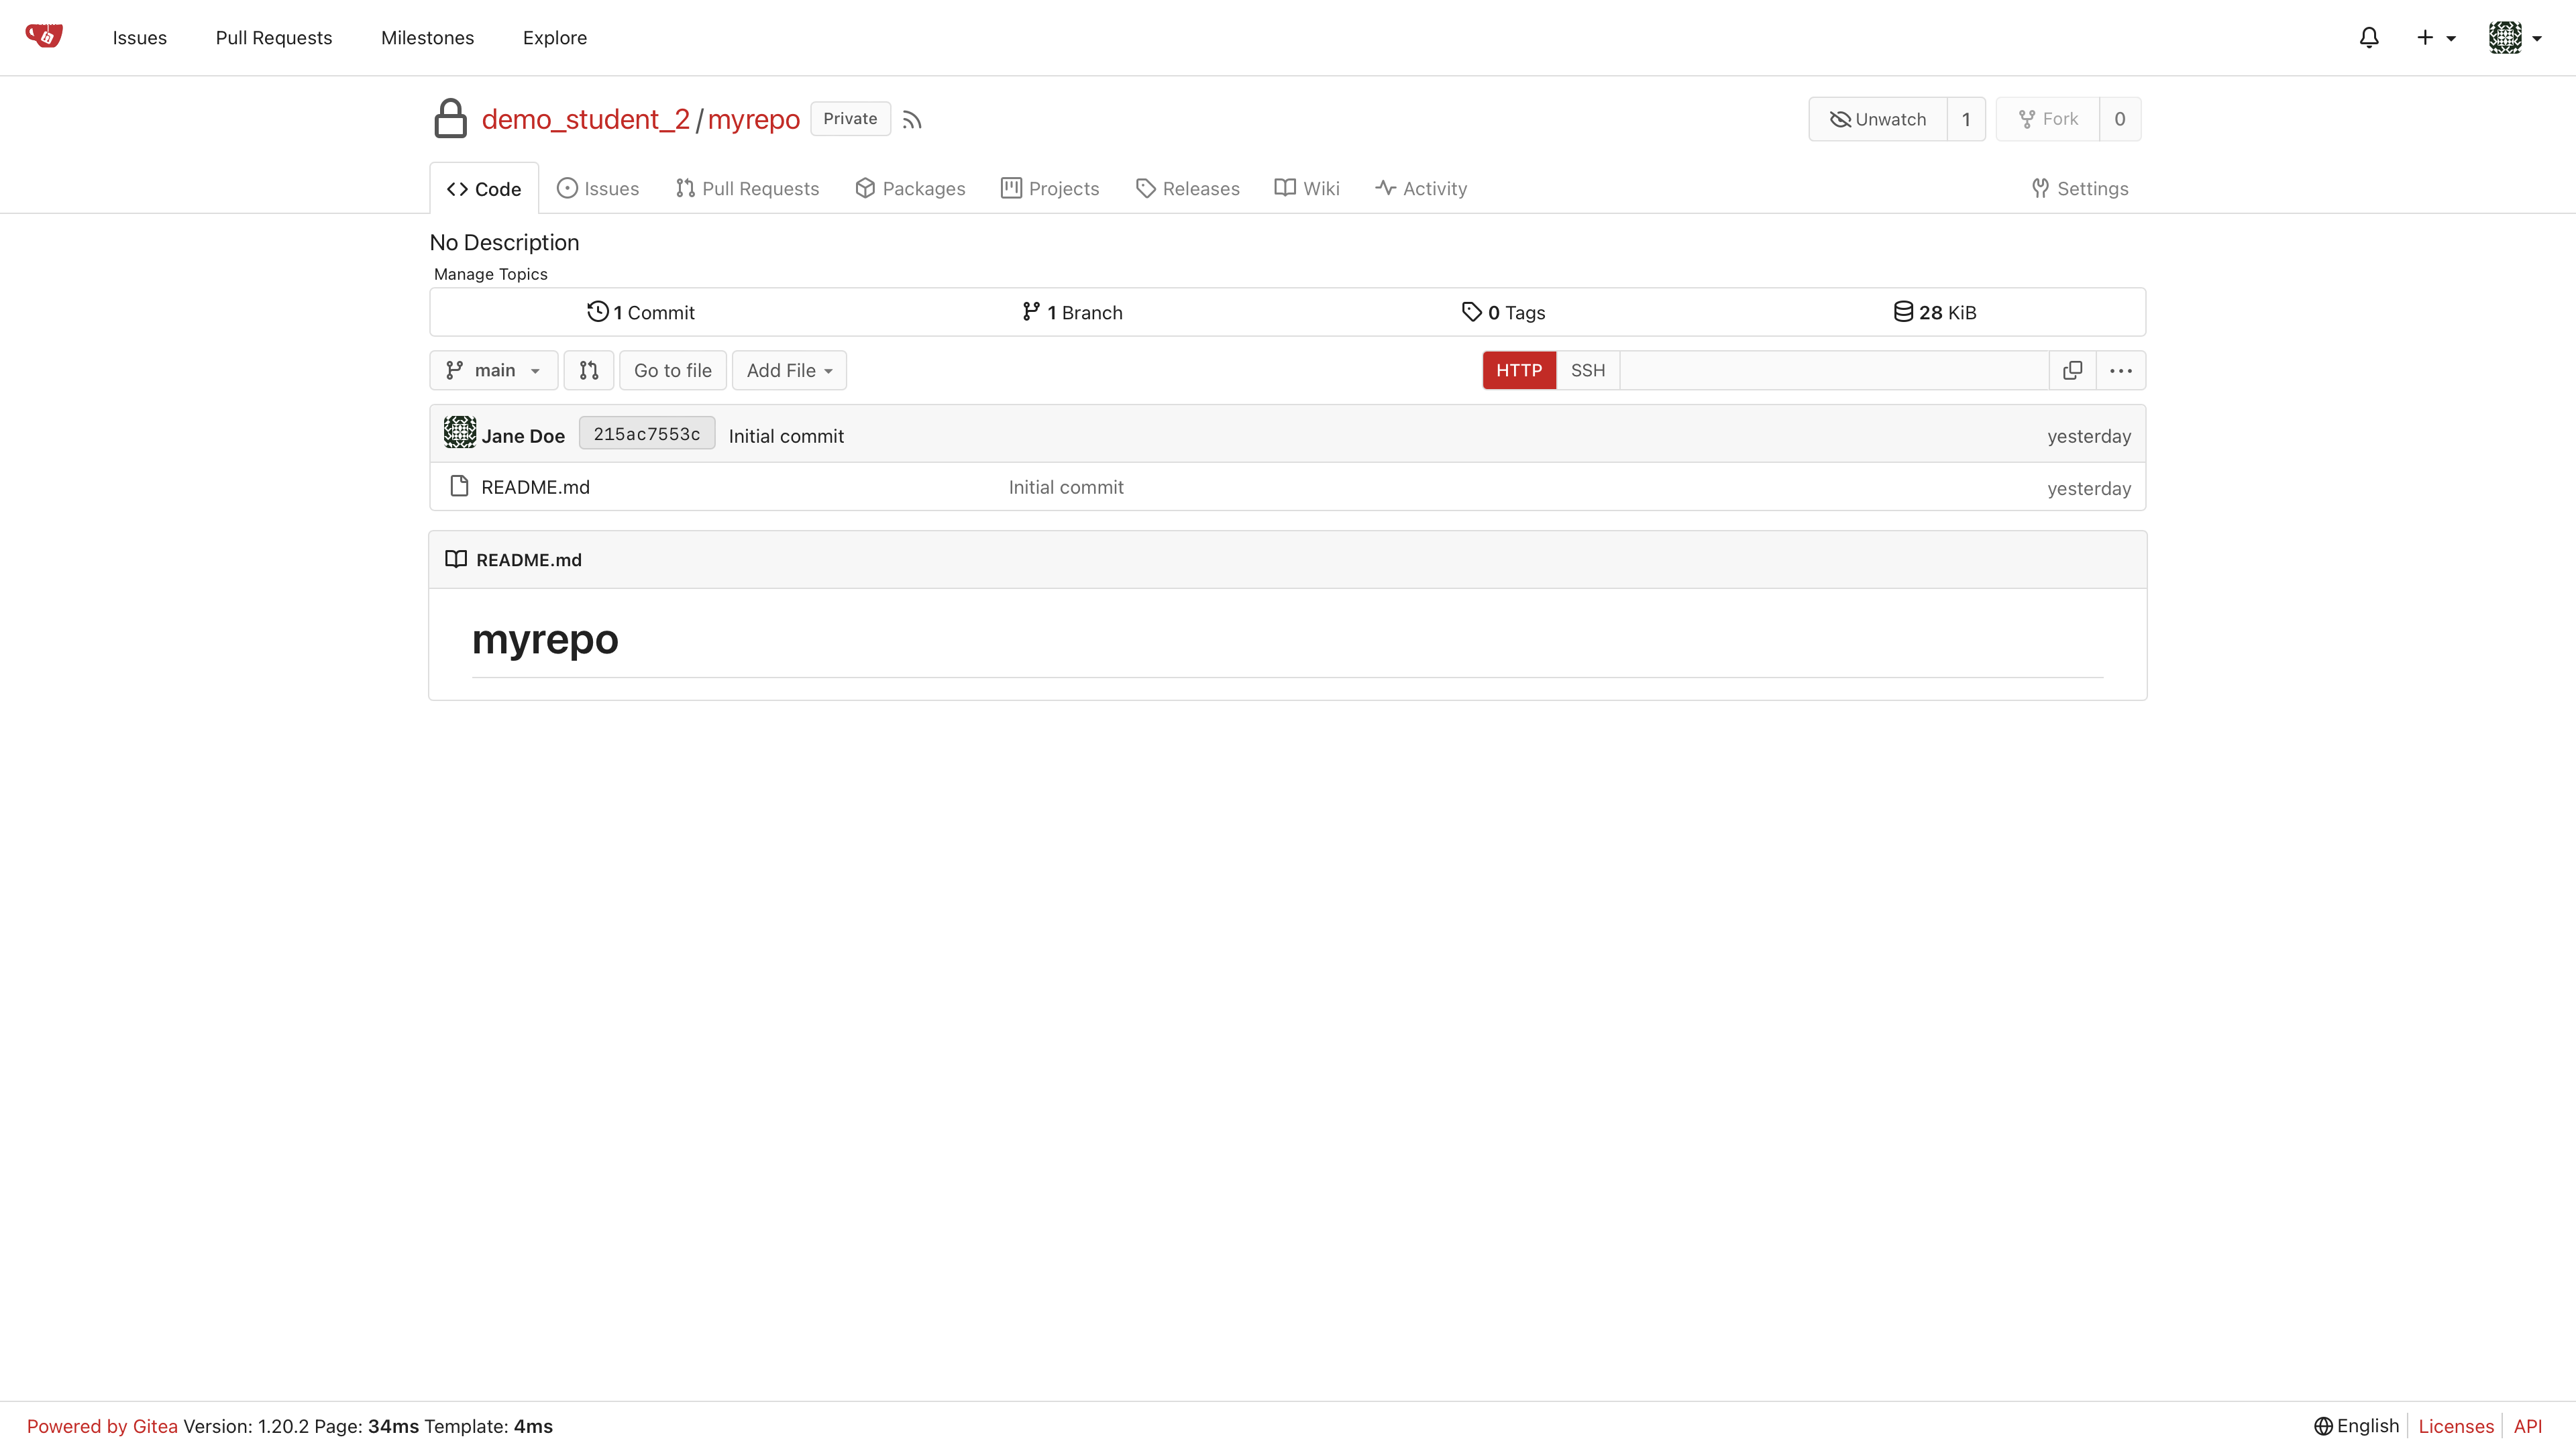 Issues Pull Requests Milestones Explore
demo_student_2 / myrepo Private Unwatch 1 Fork 0
Code Issues Pull Requests Packages Projects Releases Wiki Activity Settings
No Description
Manage Topics
1 Commit 1 Branch 0 Tags 28 KiB
main Go to file Add File HTTP SSH
Jane Doe 215ac7553c Initial commit yesterday
README.md Initial commit yesterday
README.md
myrepo
Powered by Gitea Version: 1.20.2 Page: 34ms Template: 4ms English Licenses API